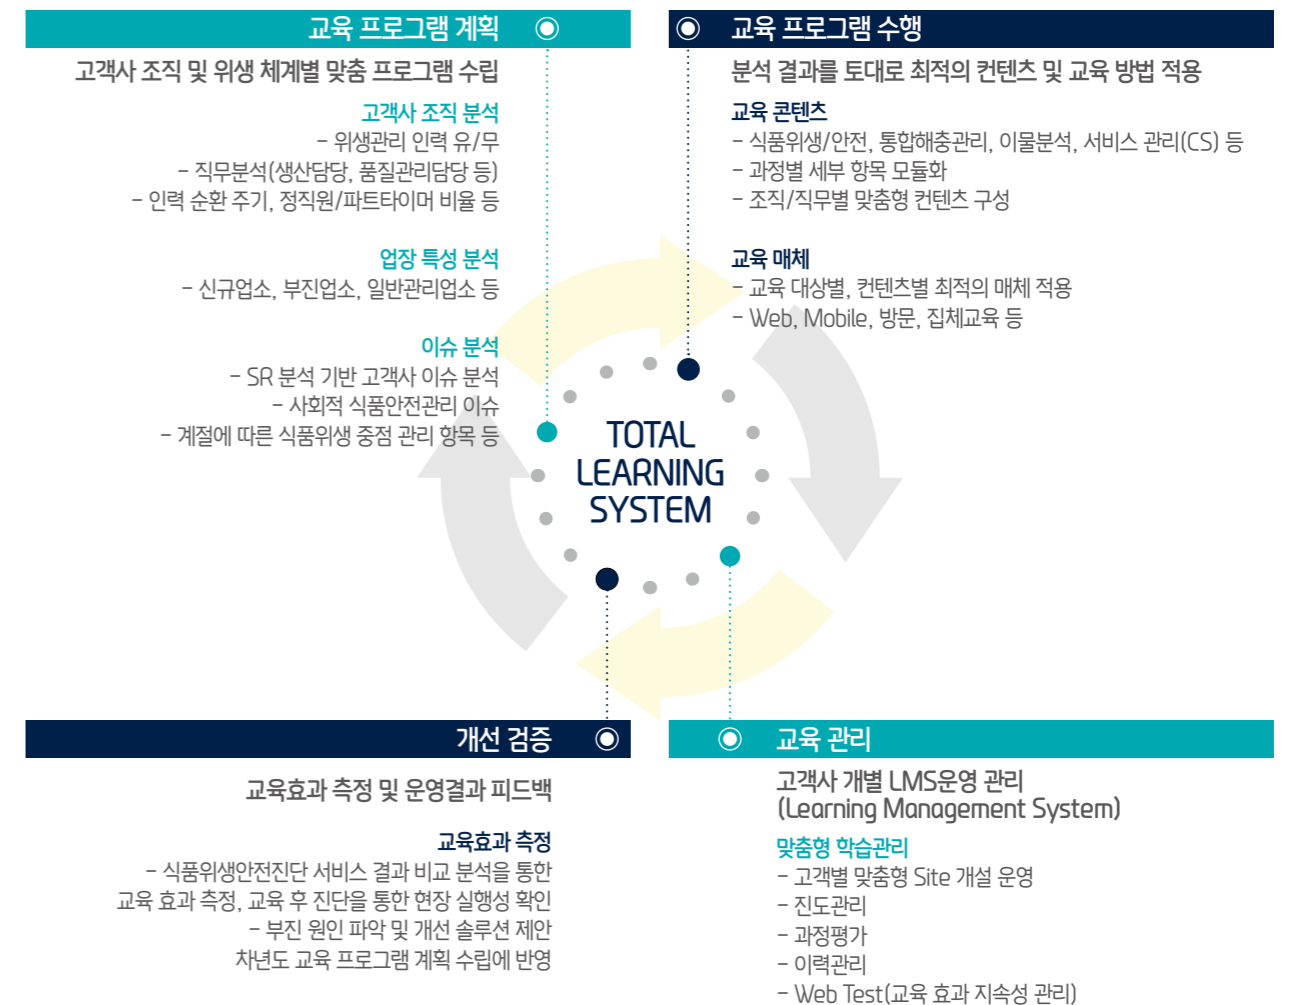 교육 프로그램 계획
고객사 조직 및 위생 체계별 맞춤 프로그램 수립
고객사 조직 분석
- 위생관리 인력 유/무
- 직무분석(생산담당, 품질관리담당 등)
- 인력 순환 주기, 정직원/파트타이머 비율 등
업장 특성 분석
- 신규업소, 부진업소, 일반관리업소 등
이슈 분석
- SR 분석 기반 고객사 이슈 분석
- 사회적 식품안전관리 이슈
- 계절에 따른 식품위생 중점 관리 항목 등
교육 프로그램 수행
분석 결과를 토대로 최적의 컨텐츠 및 교육 방법 적용
교육 콘텐츠
- 식품위생/안전, 통합해충관리, 이물분석, 서비스 관리(CS) 등
- 과정별 세부 항목 모듈화
- 조직/직무별 맞춤형 컨텐츠 구성
교육 매체
- 교육 대상별, 컨텐츠별 최적의 매체 적용
- Web, Mobile, 방문, 집체교육 등
TOTAL
LEARNING
SYSTEM
개선 검증
교육효과 측정 및 운영결과 피드백
교육효과 측정
- 식품위생안전진단 서비스 결과 비교 분석을 통한
교육 효과 측정, 교육 후 진단을 통한 현장 실행성 확인
- 부진 원인 파악 및 개선 솔루션 제안
차년도 교육 프로그램 계획 수립에 반영
교육 관리
고객사 개별 LMS운영 관리
(Learning Management System)
맞춤형 학습관리
- 고객별 맞춤형 Site 개설 운영
- 진도관리
- 과정평가
- 이력관리
- Web Test(교육 효과 지속성 관리)